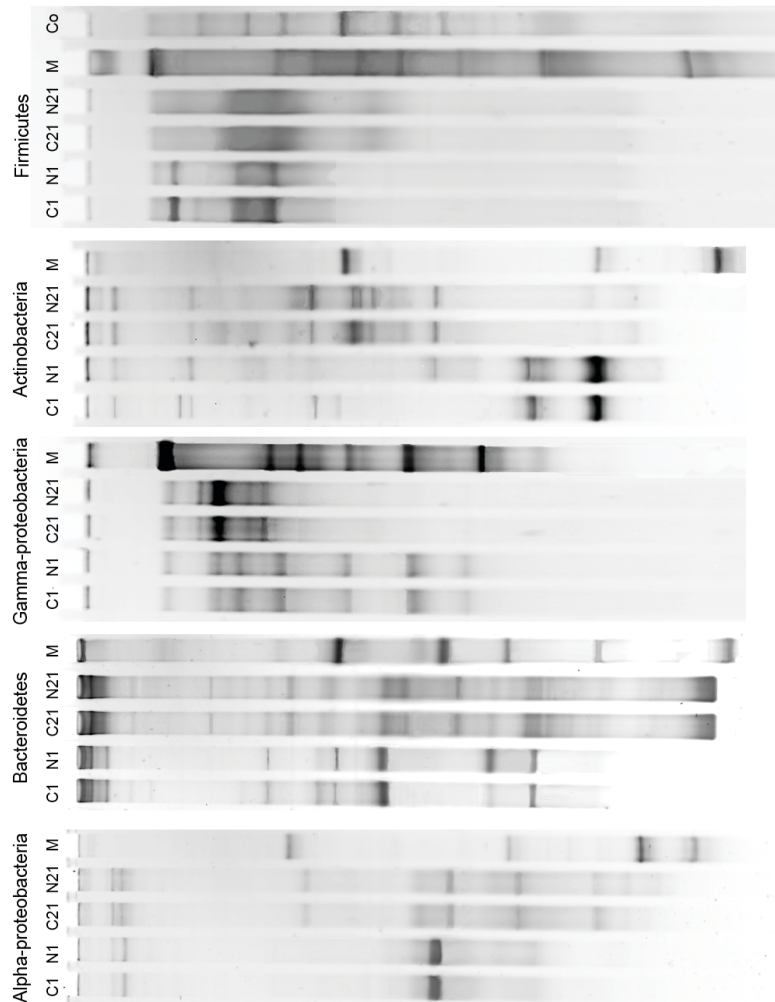 Firmicutes
Co
M
N21
C21
N1
C1
Actinobacteria
M
N21
C21
N1
C1
Gamma-proteobacteria
M
N21
C21
N1
C1
Bacteroidetes
M
N21
C21
N1
C1
Alpha-proteobacteria
M
N21
C21
N1
C1